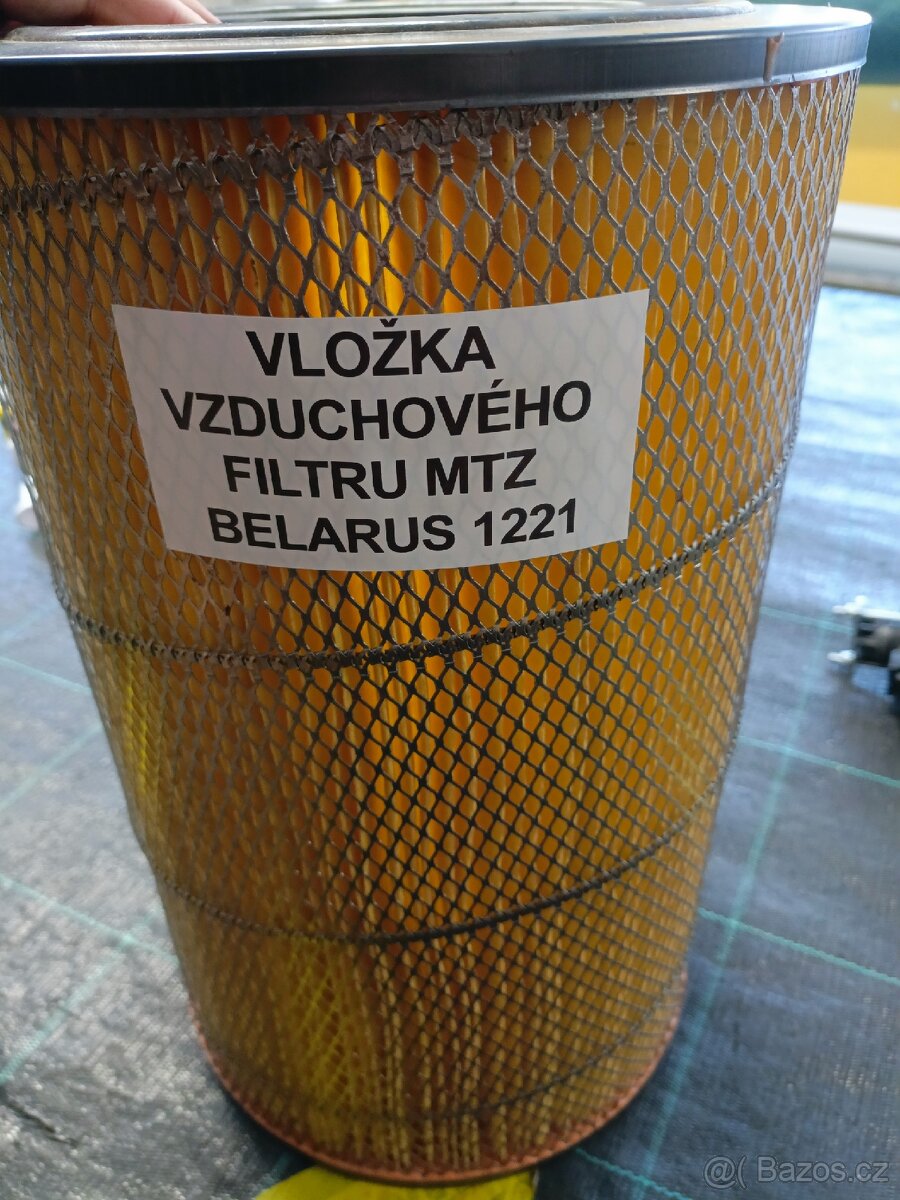 VLOŽKA
VZDUCHOVÉHO
FILTRU MTZ
BELARUS 1221
@( Bazos.cz